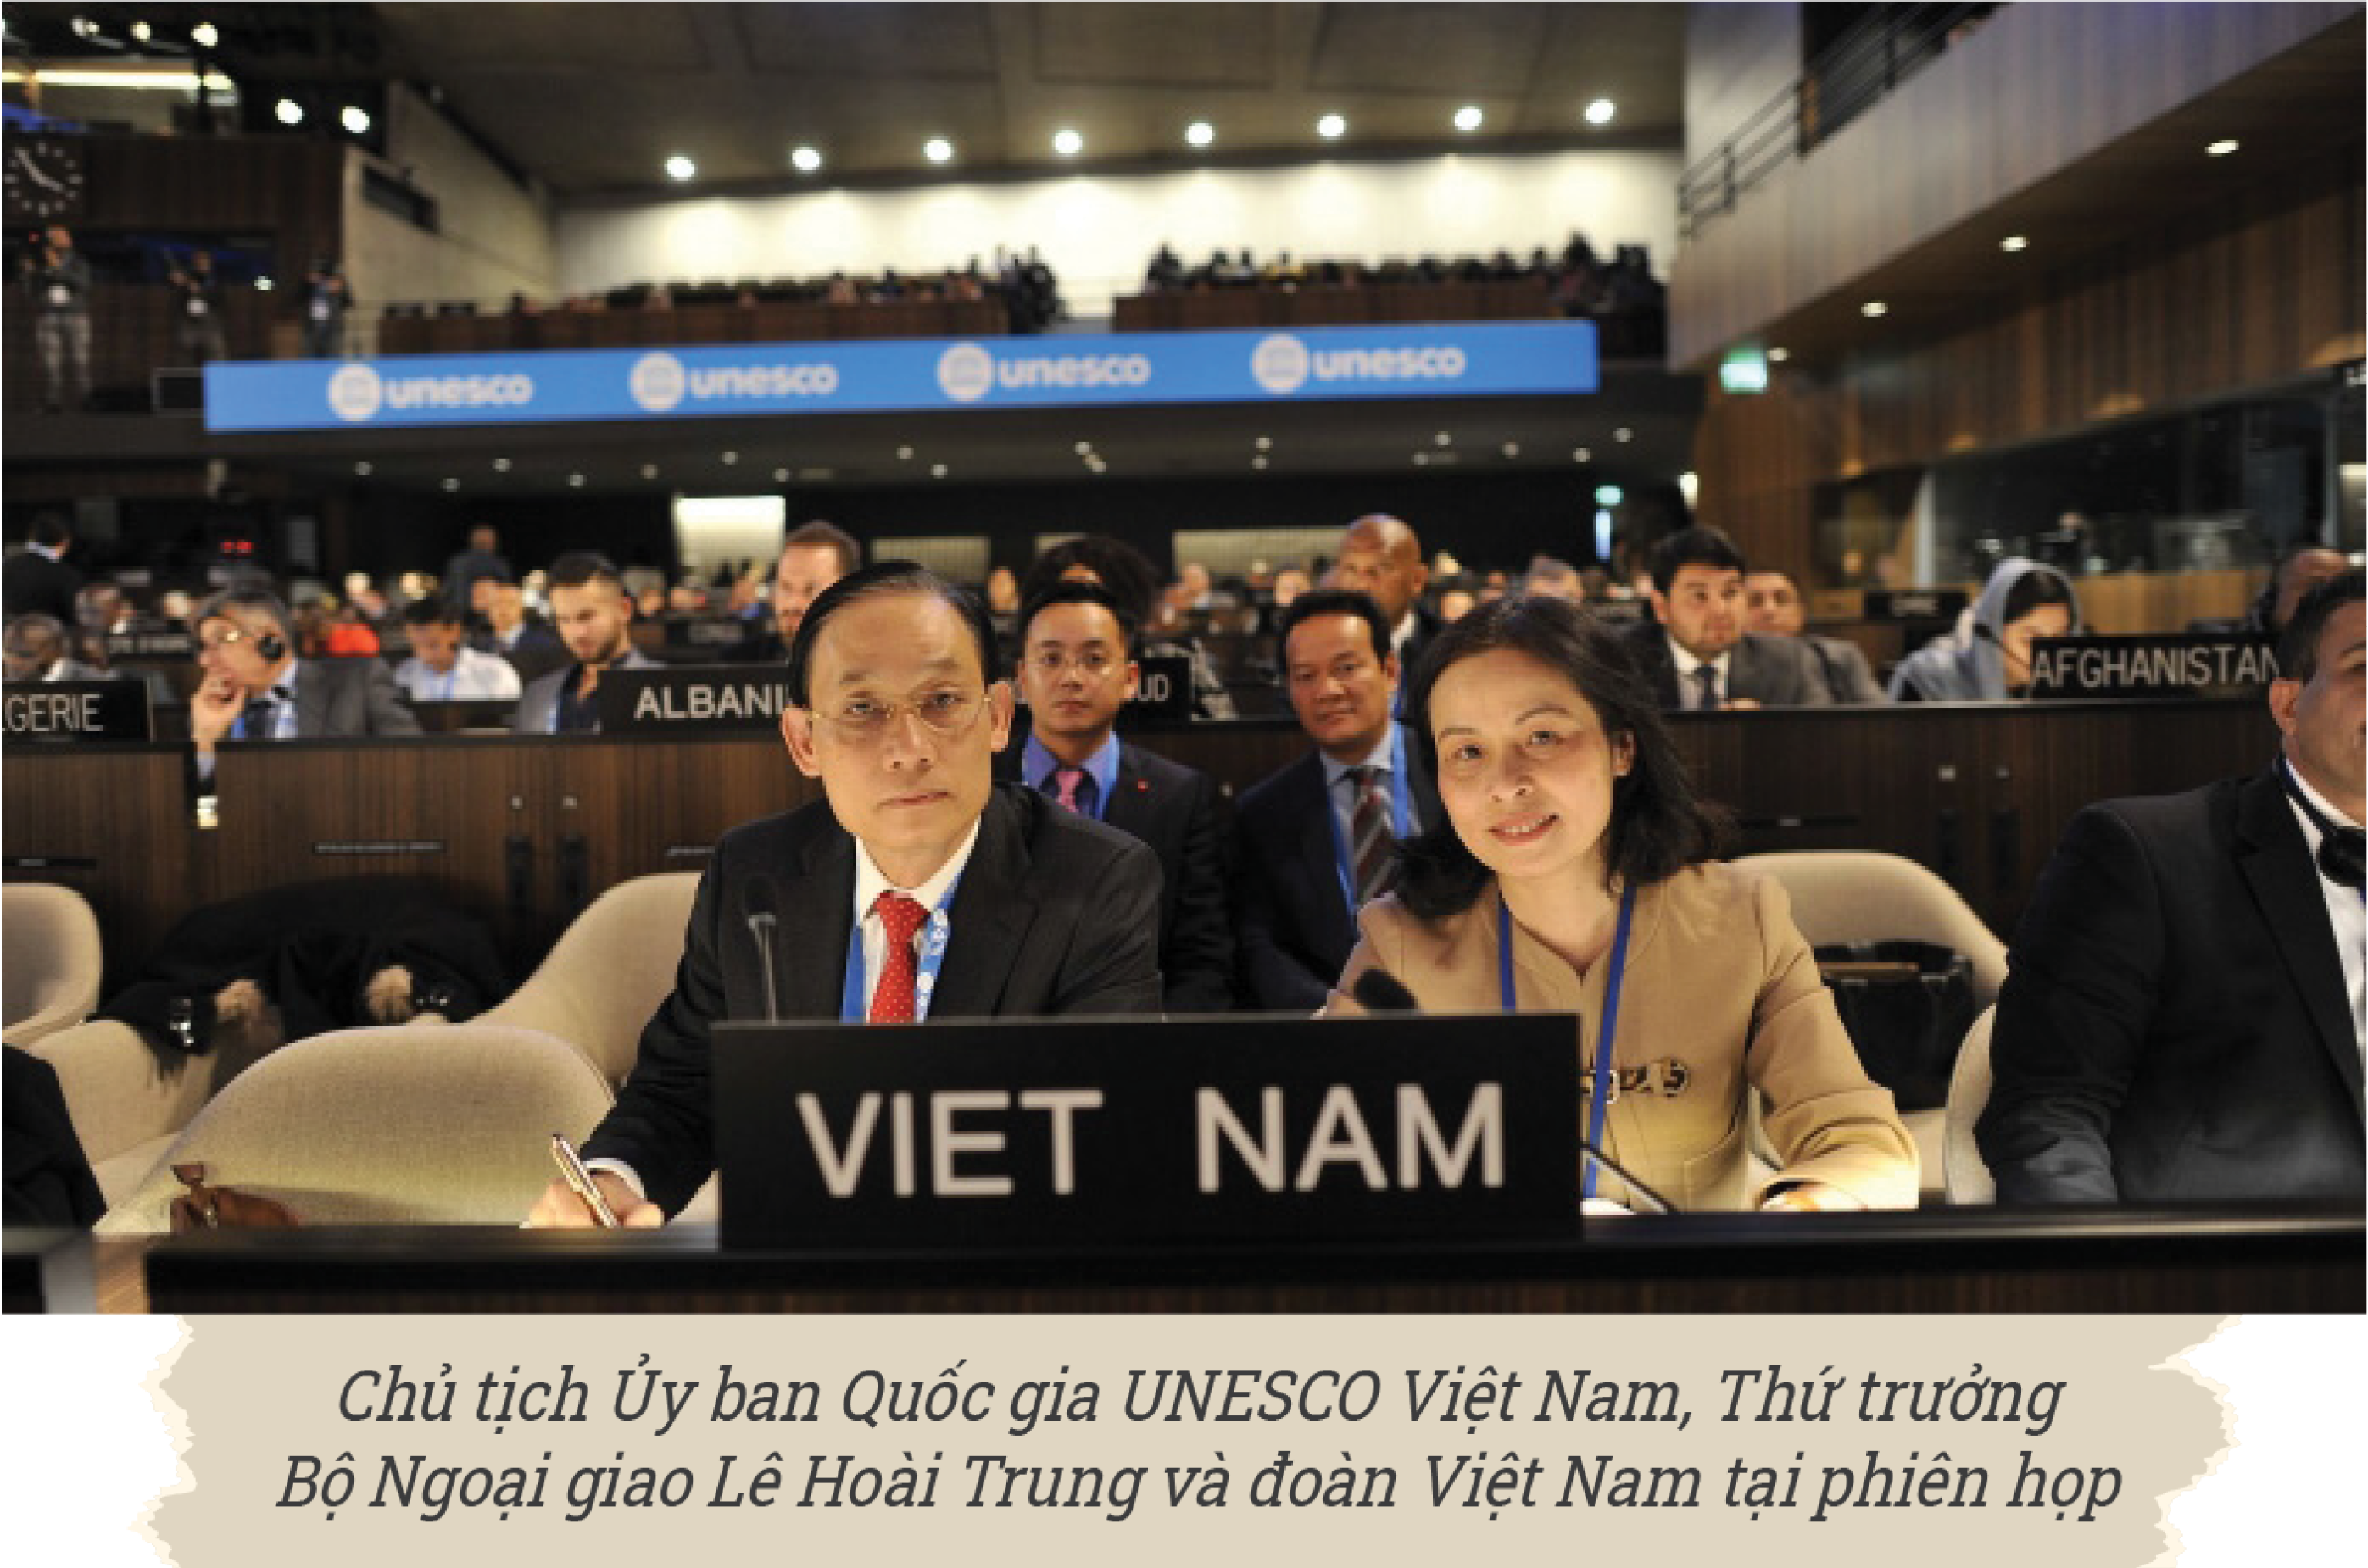 unesco unesco unesco unesco
GERIE
ALBANI
UD
AFGHANISTAN
VIET NAM
Chủ tịch Ủy ban Quốc gia UNESCO Việt Nam, Thứ trưởng
Bộ Ngoại giao Lê Hoài Trung và đoàn Việt Nam tại phiên họp